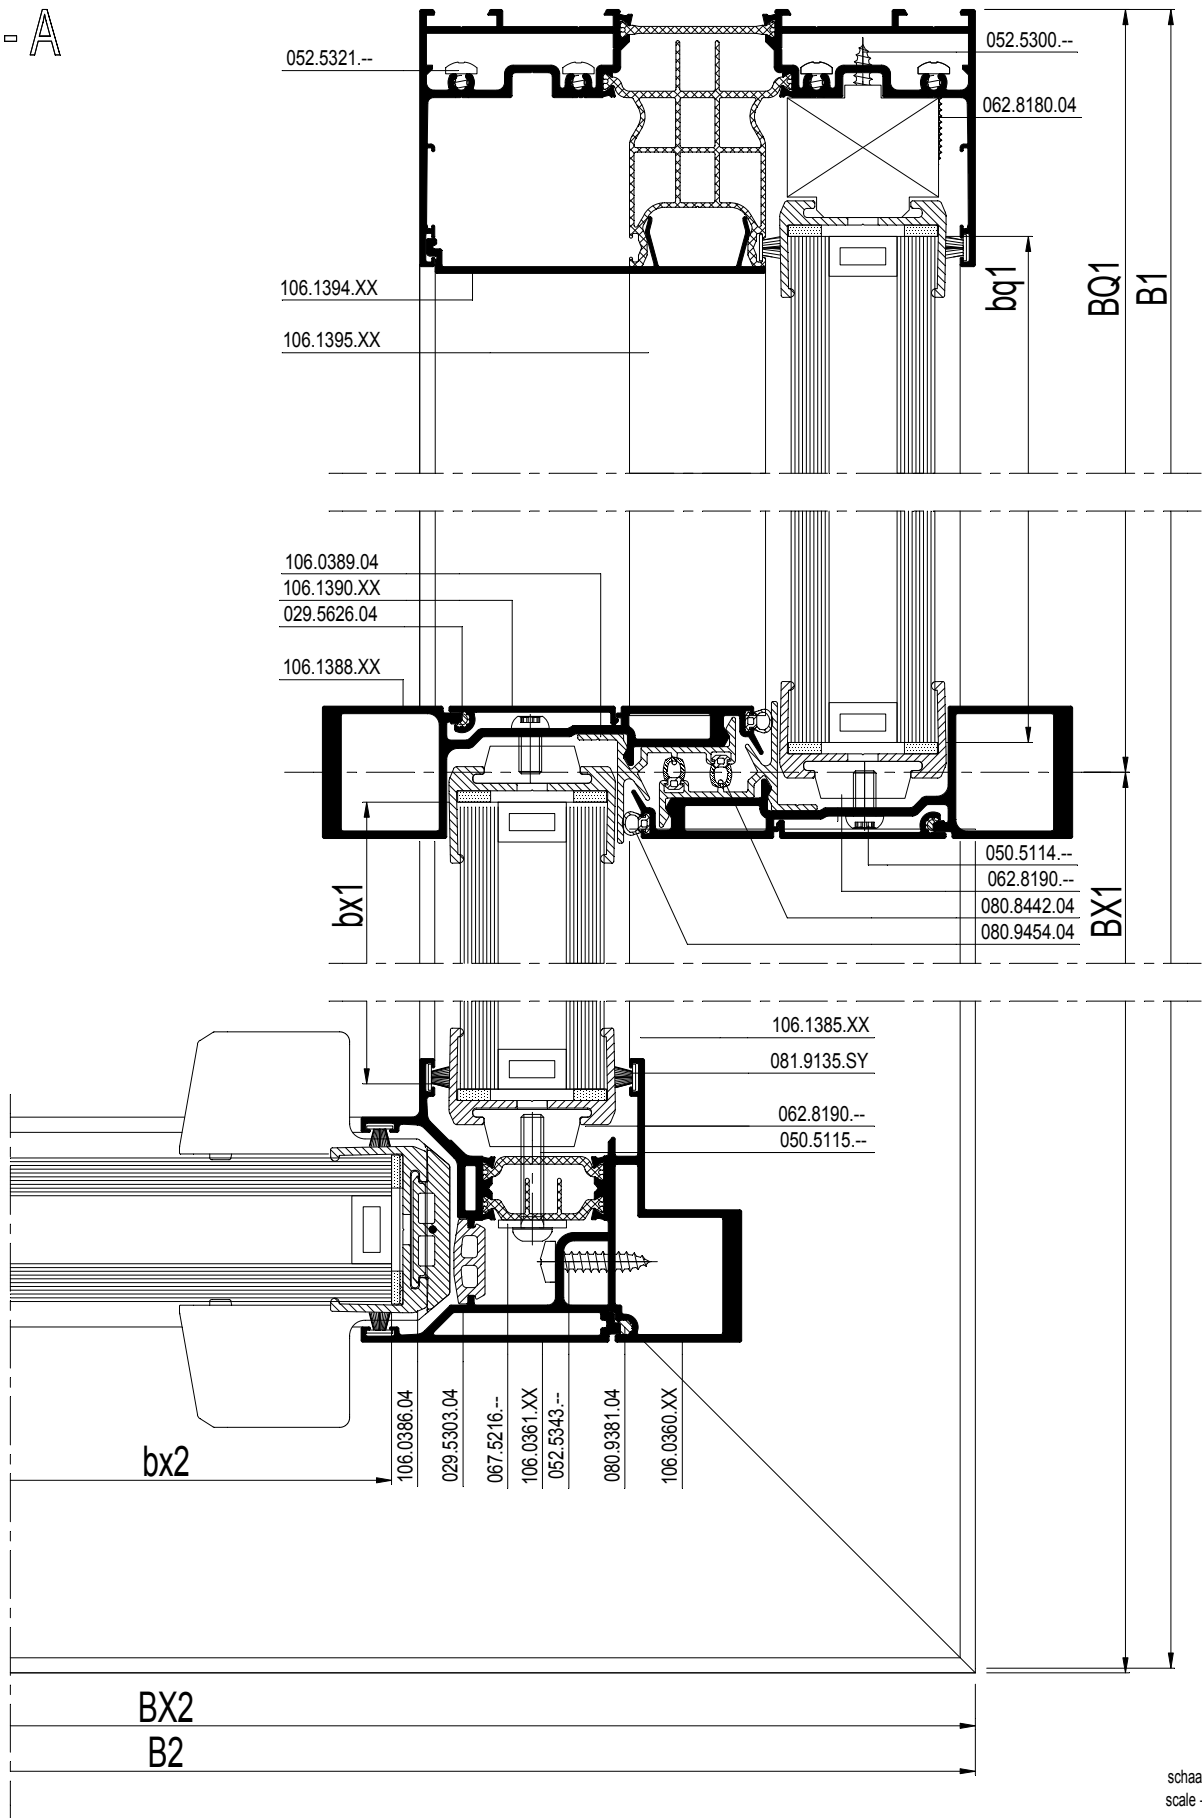 - A
052.5321.--
052.5300.--
062.8180.04
106.1394.XX
106.1395.XX
bq1
BQ1
B1
106.0389.04
106.1390.XX
029.5626.04
106.1388.XX
050.5114.--
062.8190.--
080.8442.04
080.9454.04
bx1
BX1
106.1385.XX
081.9135.SY
062.8190.--
050.5115.--
106.0386.04
029.5303.04
067.5216.--
106.0361.XX
052.5343.--
080.9381.04
106.0360.XX
bx2
BX2
B2
schaa
scale -